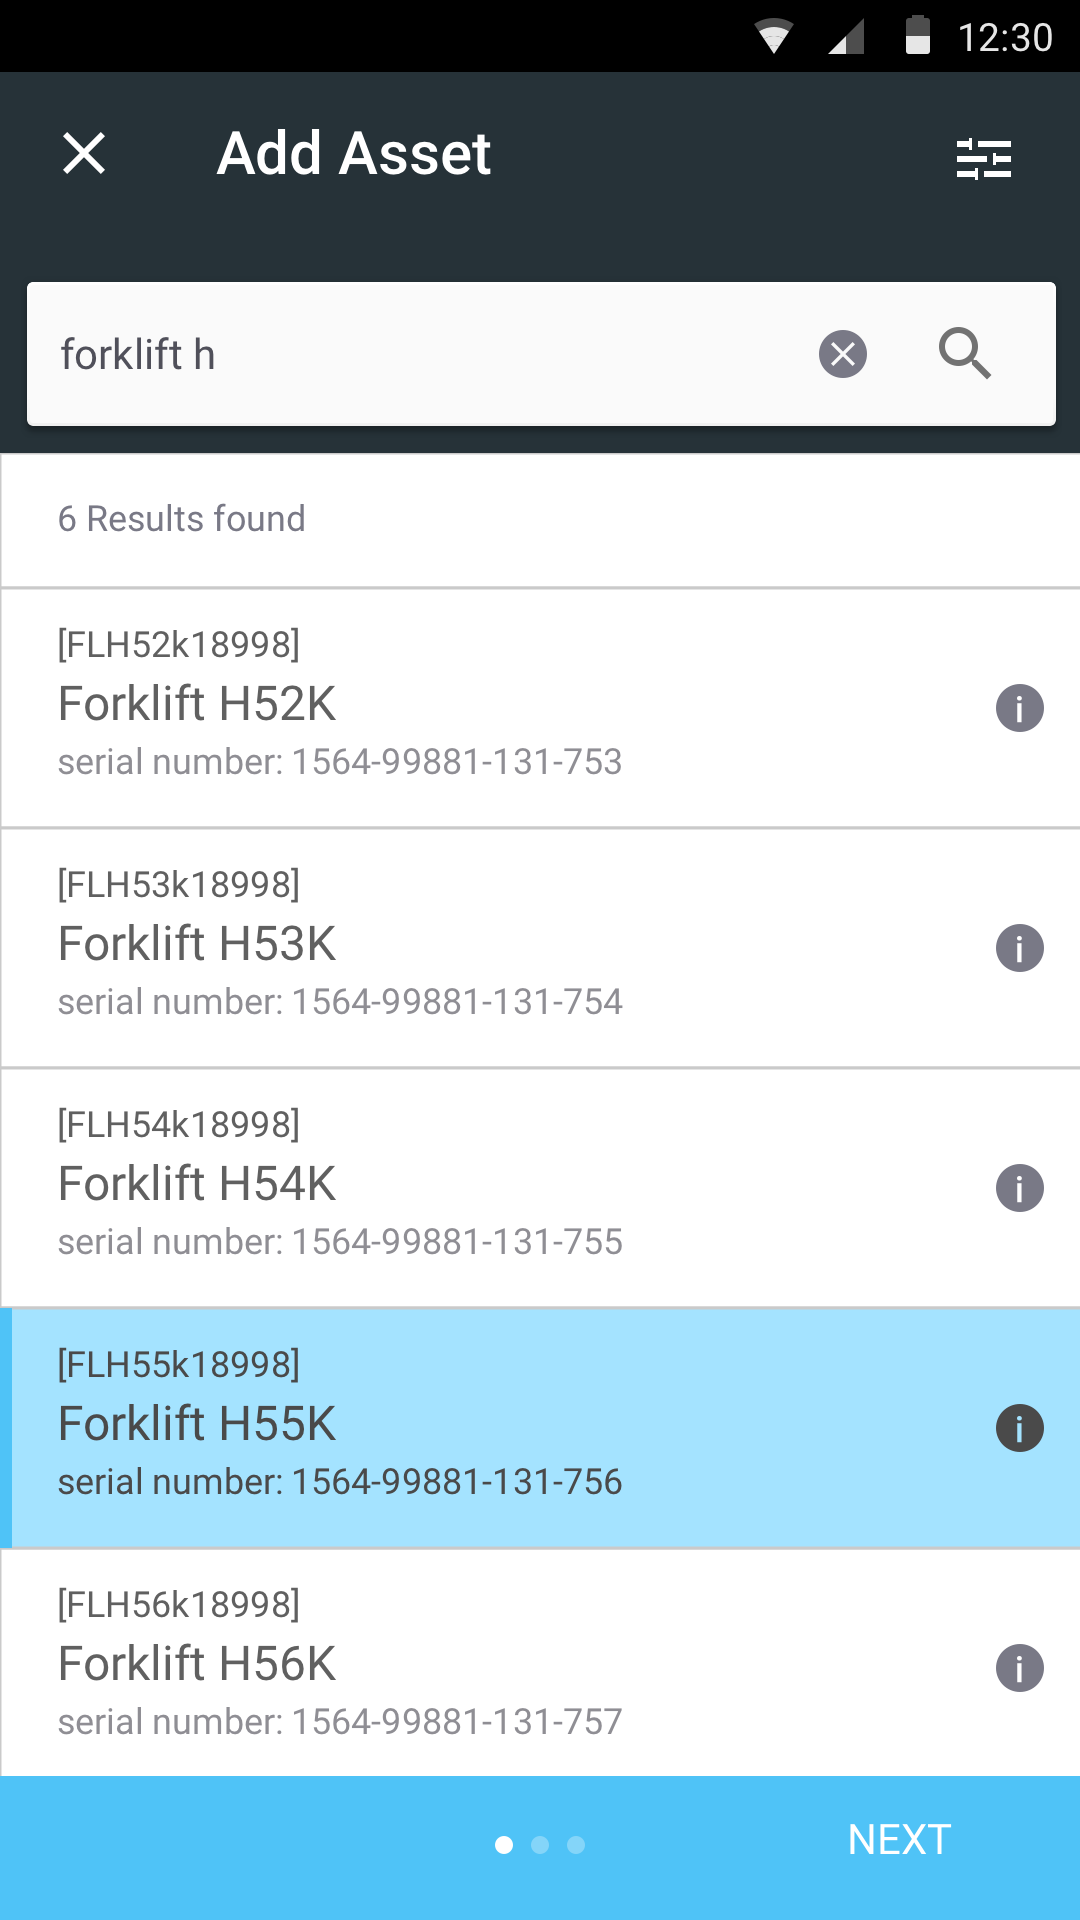 12:30
Add Asset
forklift h
6 Results found
[FLH52k18998]
Forklift H52K
serial number: 1564-99881-131-753
[FLH53k18998]
Forklift H53K
serial number: 1564-99881-131-754
[FLH54k18998]
Forklift H54K
serial number: 1564-99881-131-755
[FLH55k18998]
Forklift H55K
serial number: 1564-99881-131-756
[FLH56k18998]
Forklift H56K
serial number: 1564-99881-131-757
NEXT